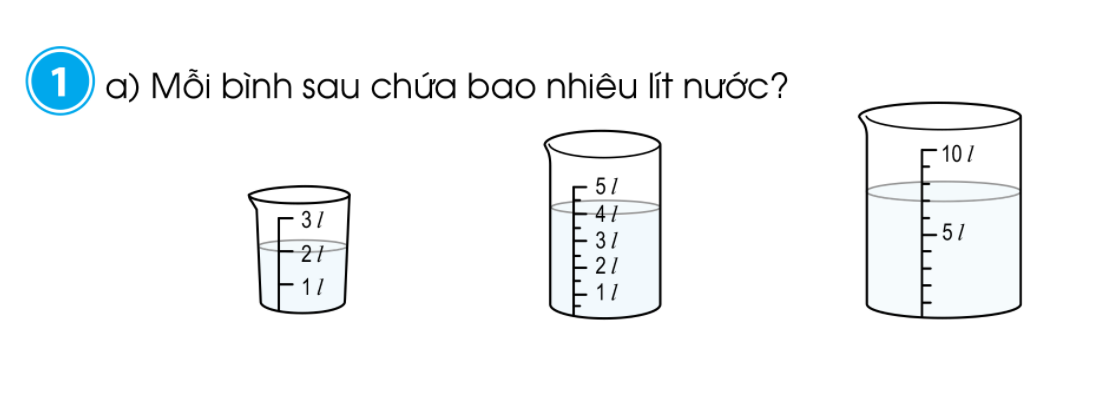 1 a) Mỗi bình sau chứa bao nhiêu lít nước?
3 l
2 l
1 l
5 l
4 l
3 l
2 l
1 l
10 l
5 l